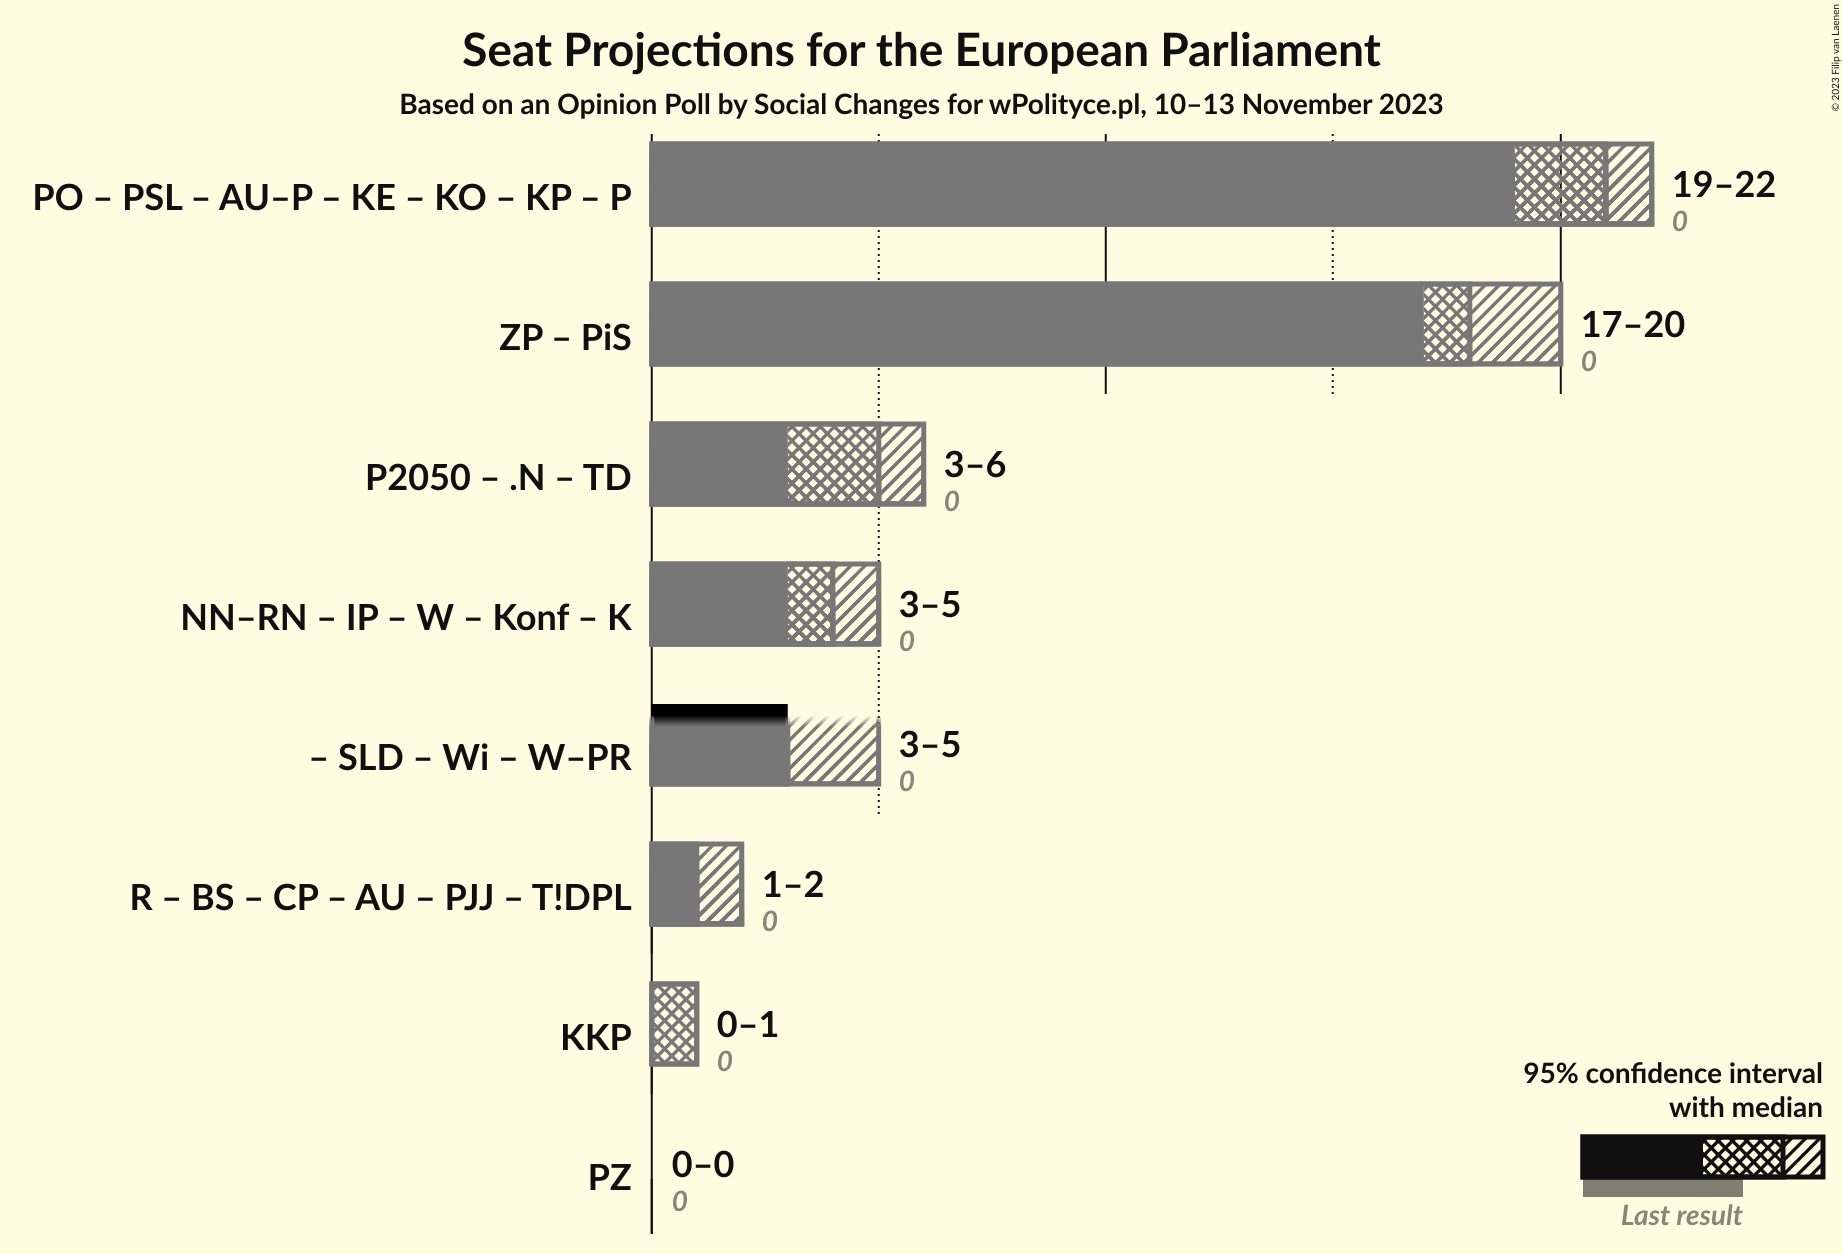 Seat Projections for the European Parliament
Based on an Opinion Poll by Social Changes for wPolityce.pl, 10–13 November 2023
© 2023 Filip van Laenen
PO – PSL – AU–P – KE – KO – KP – P
19–22
0
ZP – PiS
17–20
0
P2050 – .N – TD
3–6
0
NN–RN – IP – W – Konf – K
3–5
0
– SLD – Wi – W–PR
3–5
0
R – BS – CP – AU – PJJ – T!DPL
1–2
0
KKP
0–1
0
PZ
0–0
0
95% confidence interval
with median
Last result